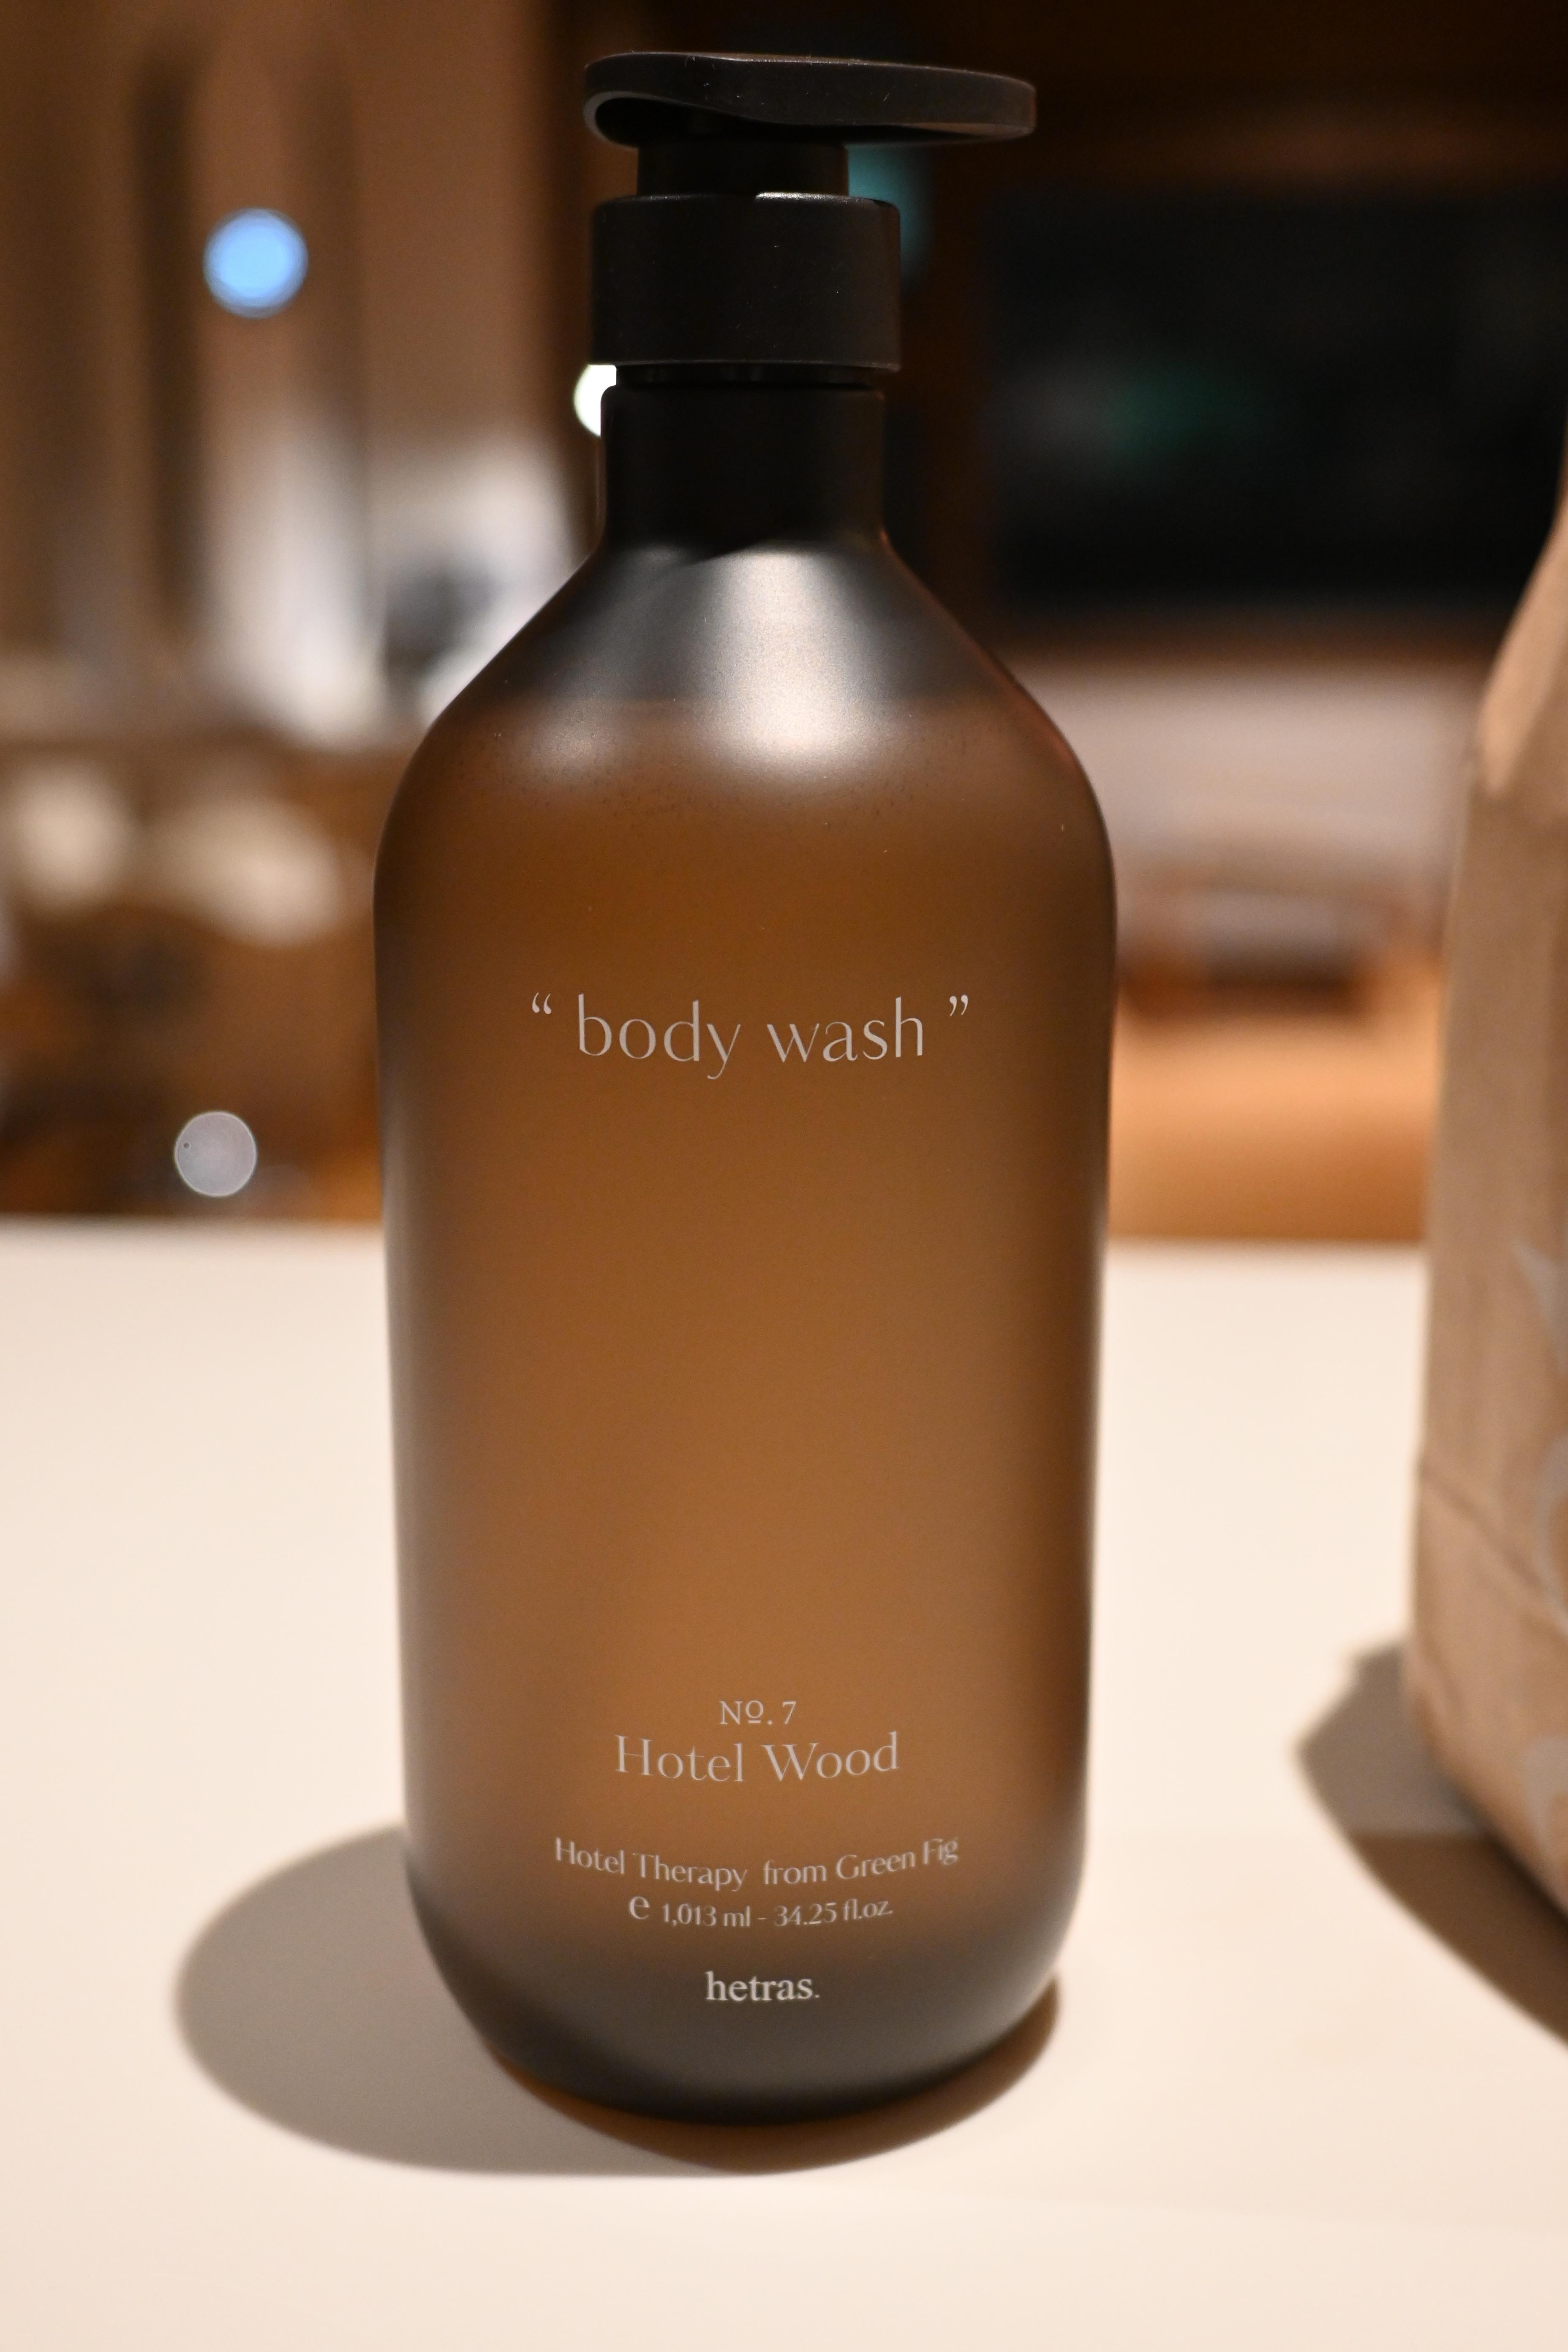 “ body wash ”
Nº. 7
Hotel Wood
Hotel Therapy from Green Fig
e 1,013 ml - 34.25 fl.oz.
hetras.